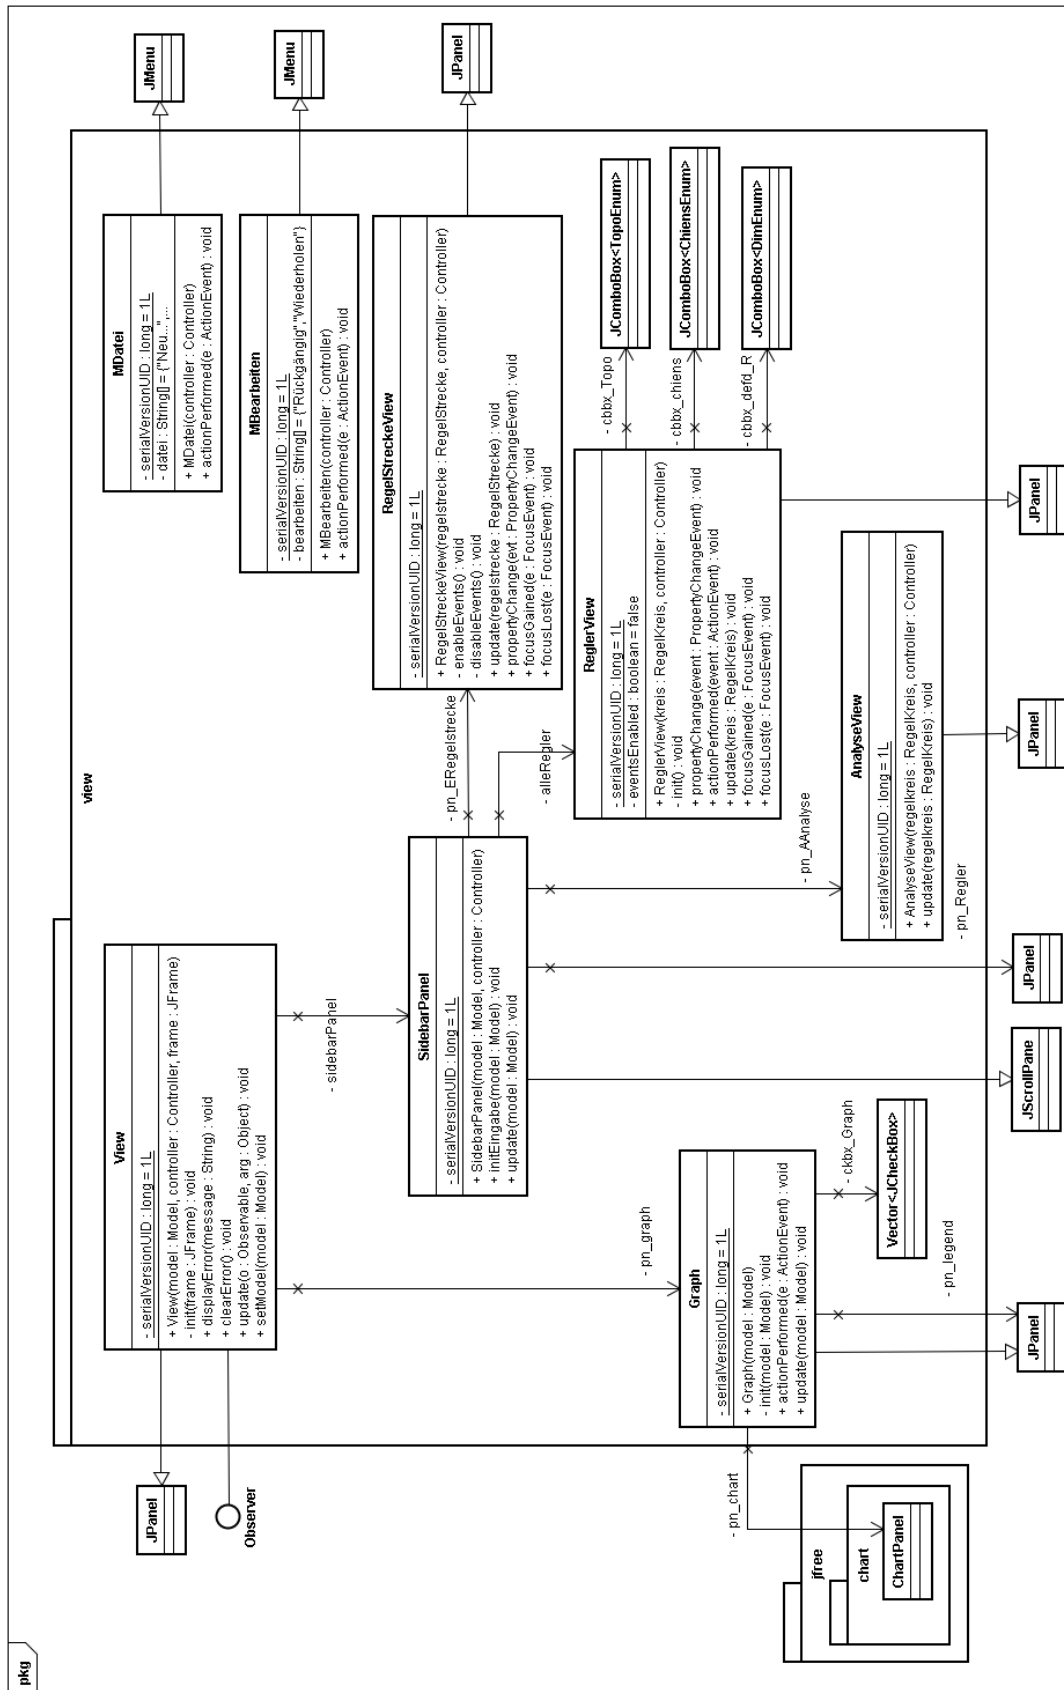 pkg
view
JPanel
Observer
View
- serialVersionUID : long = 1L
+ View(model : Model, controller : Controller, frame : JFrame)
- init(frame : JFrame) : void
+ displayError(message : String) : void
+ clearError() : void
+ update(o : Observable, arg : Object) : void
+ setModel(model : Model) : void
MDatei
- serialVersionUID : long = 1L
- datei : String[] = {"Neu...",...
+ MDatei(controller : Controller)
+ actionPerformed(e : ActionEvent) : void
JMenu
MBearbeiten
- serialVersionUID : long = 1L
- bearbeiten : String[] = {"Rückgängig","Wiederholen"}
+ MBearbeiten(controller : Controller)
+ actionPerformed(e : ActionEvent) : void
JMenu
- sidebarPanel
SidebarPanel
- serialVersionUID : long = 1L
+ SidebarPanel(model : Model, controller : Controller)
+ initEingabe(model : Model) : void
+ update(model : Model) : void
- pn_ERegelstrecke
RegelStreckeView
- serialVersionUID : long = 1L
+ RegelStreckeView(regelstrecke : RegelStrecke, controller : Controller)
- enableEvents() : void
- disableEvents() : void
+ update(regelstrecke : RegelStrecke) : void
+ propertyChange(evt : PropertyChangeEvent) : void
+ focusGained(e : FocusEvent) : void
+ focusLost(e : FocusEvent) : void
JPanel
- alleRegler
ReglerView
- serialVersionUID : long = 1L
- eventsEnabled : boolean = false
+ ReglerView(kreis : RegelKreis, controller : Controller)
- init() : void
+ propertyChange(event : PropertyChangeEvent) : void
+ actionPerformed(event : ActionEvent) : void
+ update(kreis : RegelKreis) : void
+ focusGained(e : FocusEvent) : void
+ focusLost(e : FocusEvent) : void
- cbbx_Topo
JComboBox<TopoEnum>
- cbbx_chiens
JComboBox<ChiensEnum>
- cbbx_defd_R
JComboBox<DimEnum>
- pn_graph
Graph
- serialVersionUID : long = 1L
+ Graph(model : Model)
- init(model : Model) : void
+ actionPerformed(e : ActionEvent) : void
+ update(model : Model) : void
- pn_chart
jfree
chart
ChartPanel
- ckbx_Graph
Vector<JCheckBox>
- pn_legend
JPanel
JScrollPane
- pn_AAnalyse
AnalyseView
- serialVersionUID : long = 1L
+ AnalyseView(regelkreis : RegelKreis, controller : Controller)
+ update(regelkreis : RegelKreis) : void
- pn_Regler
JPanel
JPanel
JPanel